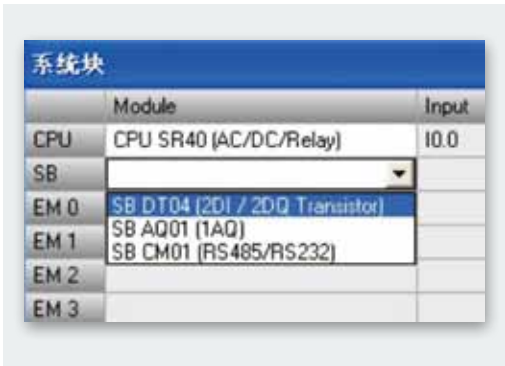 系统块
Module Input
CPU CPU SR40 (AC/DC/Relay) I0.0
SB
EM 0 SB DT04 (2DI / 2DQ Transistor)
EM 1 SB AQ01 (1AQ)
SB CM01 (RS485/RS232)
EM 2
EM 3